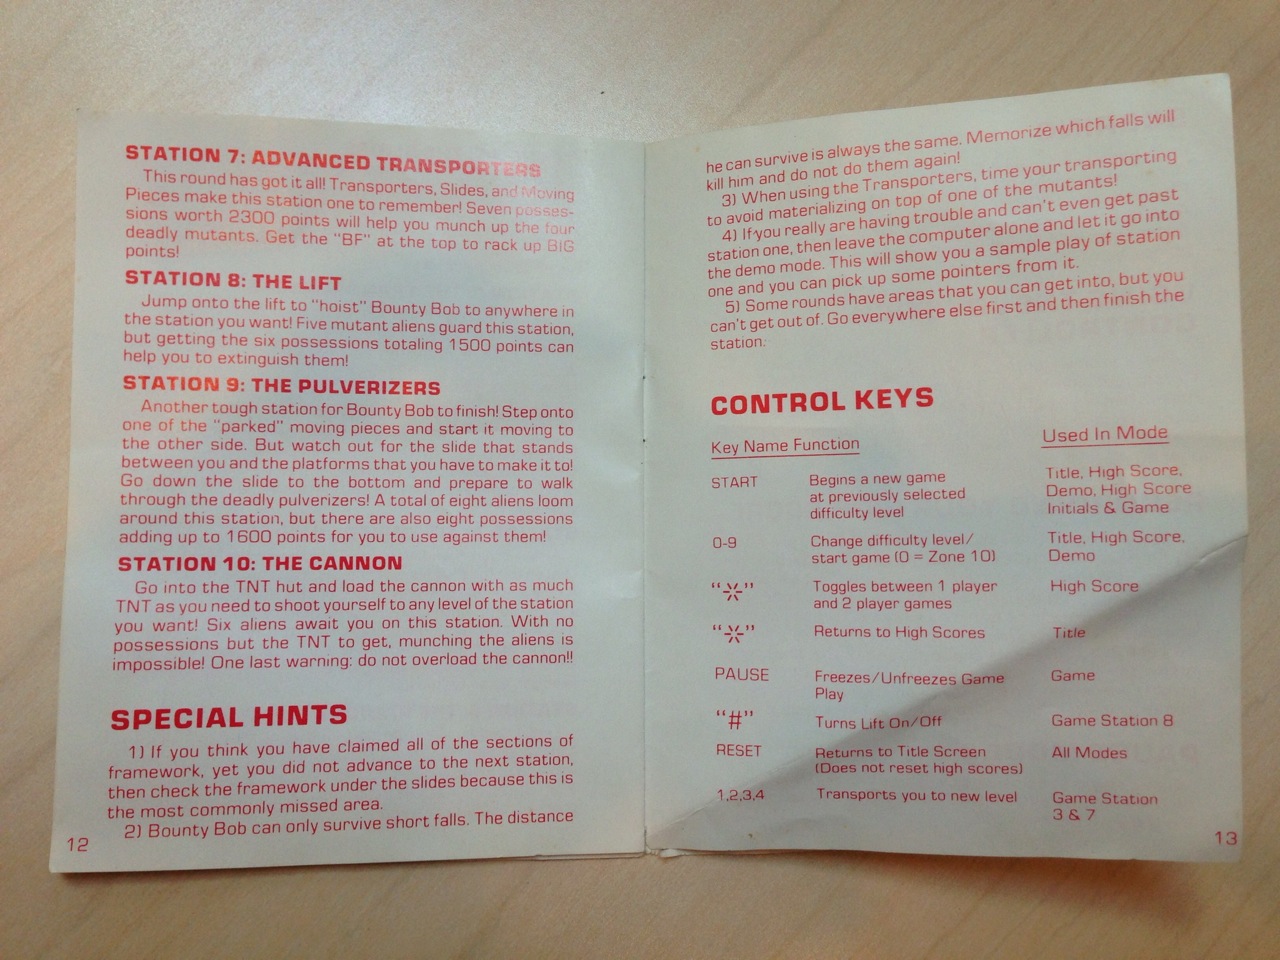 STATION 7: ADVANCED TRANSPORTERS
This round has got it all! Transporters, Slides, and Moving
Pieces make this station one to remember! Seven posses-
sions worth 2300 points will help you munch up the four
deadly mutants. Get the "BF" at the top to rack up BIG
points!
STATION 8: THE LIFT
Jump onto the lift to "hoist" Bounty Bob to anywhere in
the station you want! Five mutant aliens guard this station,
but getting the six possessions totaling 1500 points can
help you to extinguish them!
STATION 9: THE PULVERIZERS
Another tough station for Bounty Bob to finish! Step onto
one of the "parked" moving pieces and start it moving to
the other side. But watch out for the slide that stands
between you and the platforms that you have to make it to!
Go down the slide to the bottom and prepare to walk
through the deadly pulverizers! A total of eight aliens loom
around this station, but there are also eight possessions
adding up to 1600 points for you to use against them!
STATION 10: THE CANNON
Go into the TNT hut and load the cannon with as much
TNT as you need to shoot yourself to any level of the station
you want! Six aliens await you on this station. With no
possessions but the TNT to get, munching the aliens is
impossible! One last warning: do not overload the cannon!!
SPECIAL HINTS
1) If you think you have claimed all of the sections of
framework, yet you did not advance to the next station,
then check the framework under the slides because this is
the most commonly missed area.
2) Bounty Bob can only survive short falls. The distance
12
he can survive is always the same. Memorize which falls will
kill him and do not do them again!
3) When using the Transporters, time your transporting
to avoid materializing on top of one of the mutants!
4) If you really are having trouble and can't even get past
station one, then leave the computer alone and let it go into
the demo mode. This will show you a sample play of station
one and you can pick up some pointers from it.
5) Some rounds have areas that you can get into, but you
can't get out of. Go everywhere else first and then finish the
station.
CONTROL KEYS
Key Name Function Used In Mode
START Begins a new game Title, High Score,
at previously selected Demo, High Score
difficulty level Initials & Game
0-9 Change difficulty level/ Title, High Score,
start game (0 = Zone 10) Demo
"*" Toggles between 1 player High Score
and 2 player games
"*" Returns to High Scores Title
PAUSE Freezes/Unfreezes Game Game
Play
"#" Turns Lift On/Off Game Station 8
RESET Returns to Title Screen All Modes
(Does not reset high scores)
1,2,3,4 Transports you to new level Game Station
3 & 7
13